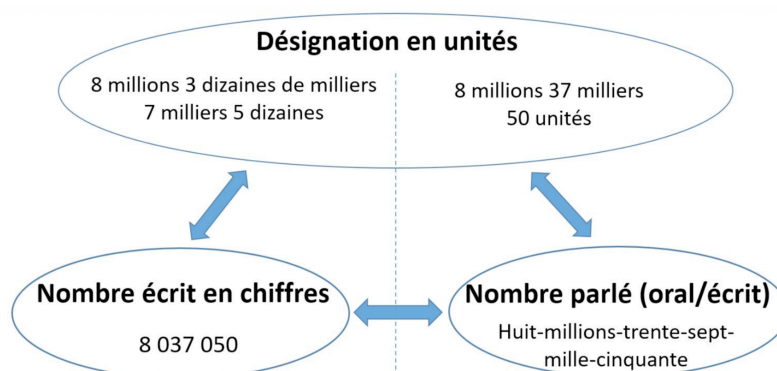 Désignation en unités
8 millions 3 dizaines de milliers
7 milliers 5 dizaines
8 millions 37 milliers
50 unités
Nombre écrit en chiffres
8 037 050
Nombre parlé (oral/écrit)
Huit-millions-trente-sept-
mille-cinquante